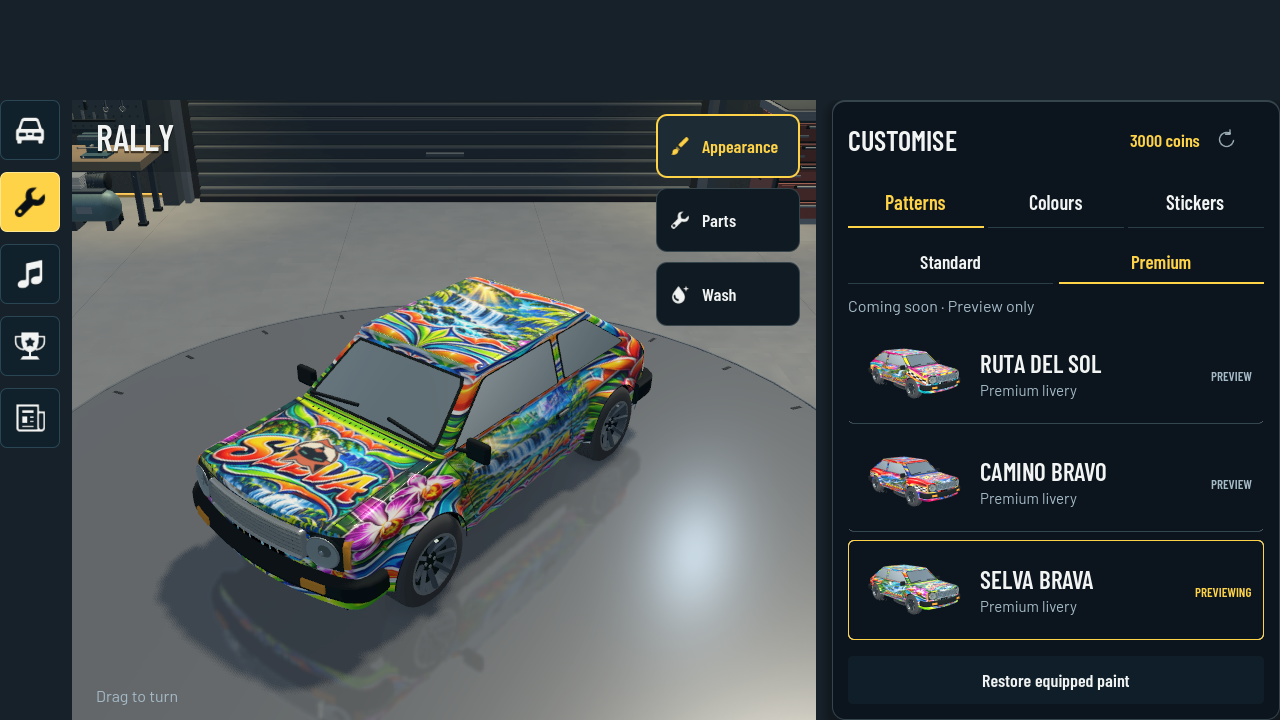 RALLY
Appearance
Parts
Wash
SELVA
Drag to turn
CUSTOMISE
3000 coins
Patterns
Colours
Stickers
Standard
Premium
Coming soon · Preview only
RUTA DEL SOL
Premium livery
PREVIEW
CAMINO BRAVO
Premium livery
PREVIEW
SELVA BRAVA
Premium livery
PREVIEWING
Restore equipped paint